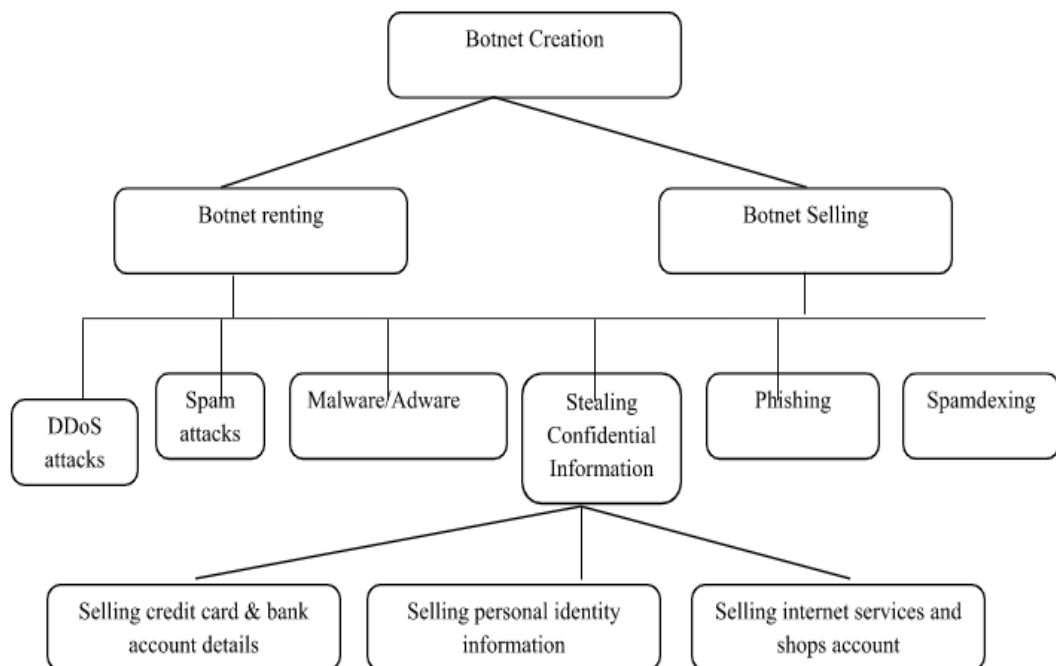 Botnet Creation
Botnet renting
Botnet Selling
DDoS
attacks
Spam
attacks
Malware/Adware
Stealing
Confidential
Information
Phishing
Spamdexing
Selling credit card & bank
account details
Selling personal identity
information
Selling internet services and
shops account